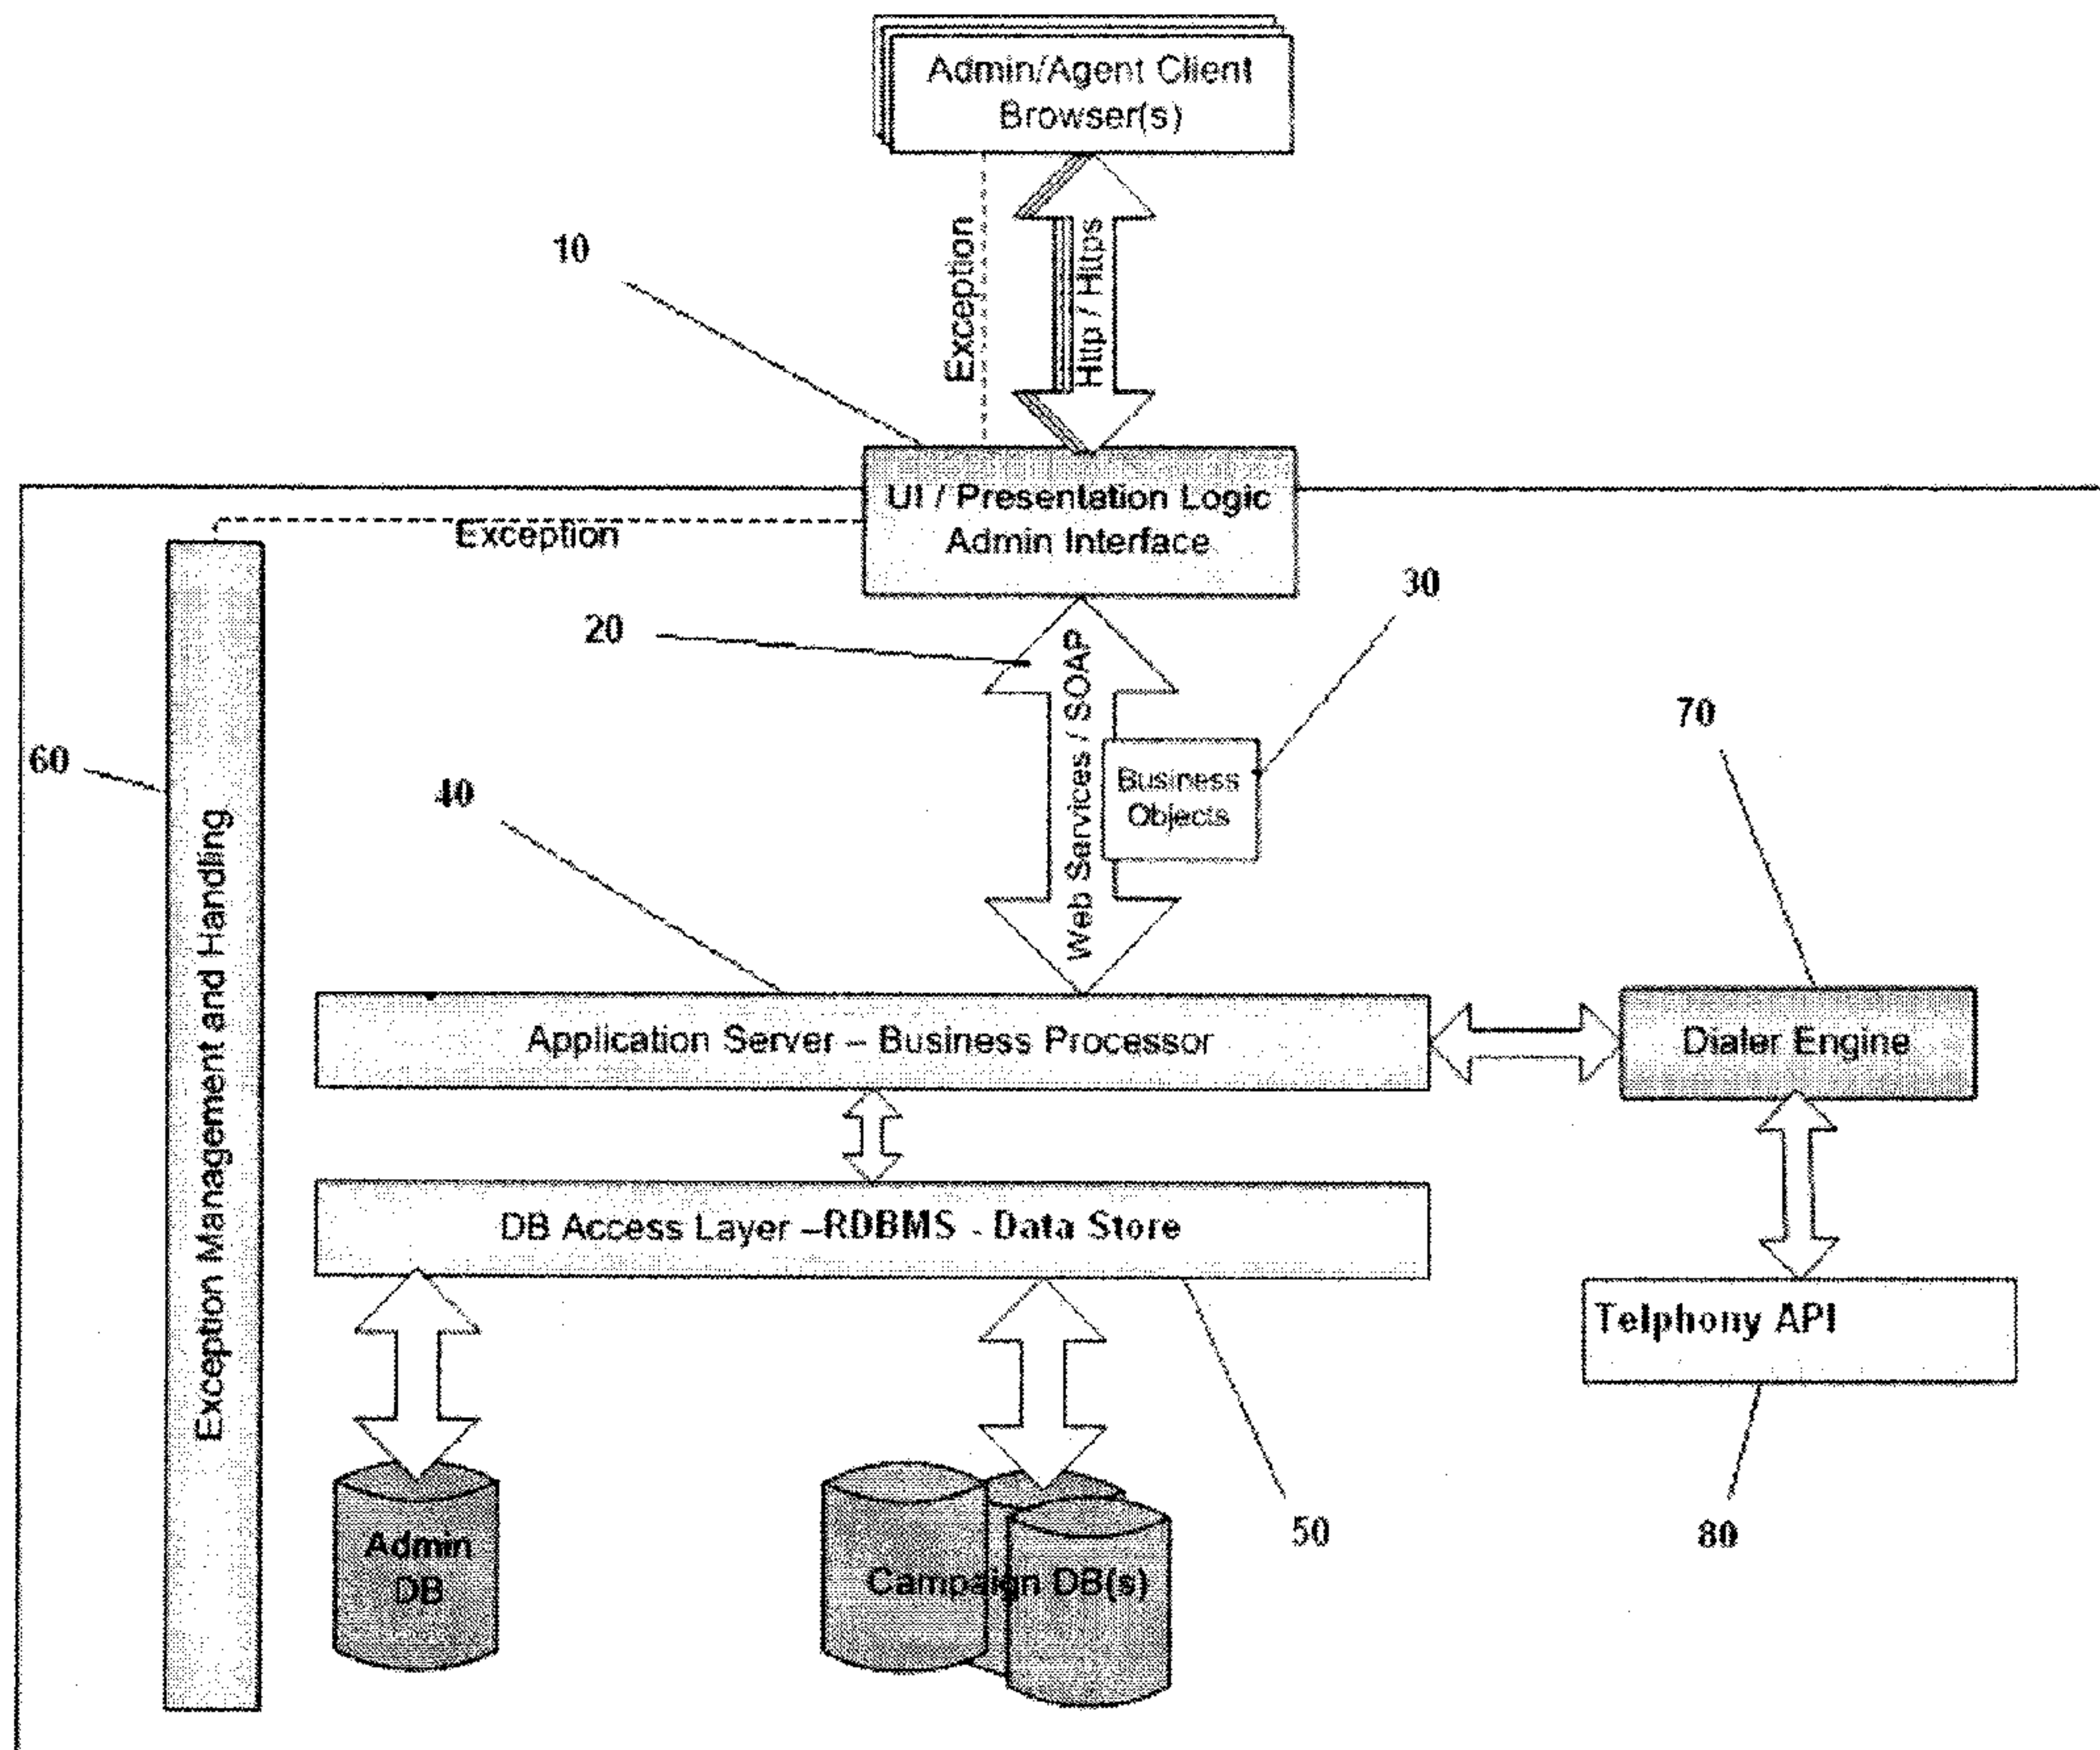 Admin/Agent Client
Browser(s)
Exception
Http / Https
10
UI / Presentation Logic
Admin Interface
Exception
20
30
Web Services / SOAP
Business
Objects
70
60
40
Exception Management and Handling
Application Server – Business Processor
Dialer Engine
DB Access Layer –RDBMS - Data Store
Telphony API
50
80
Admin
DB
Campaign DB(s)